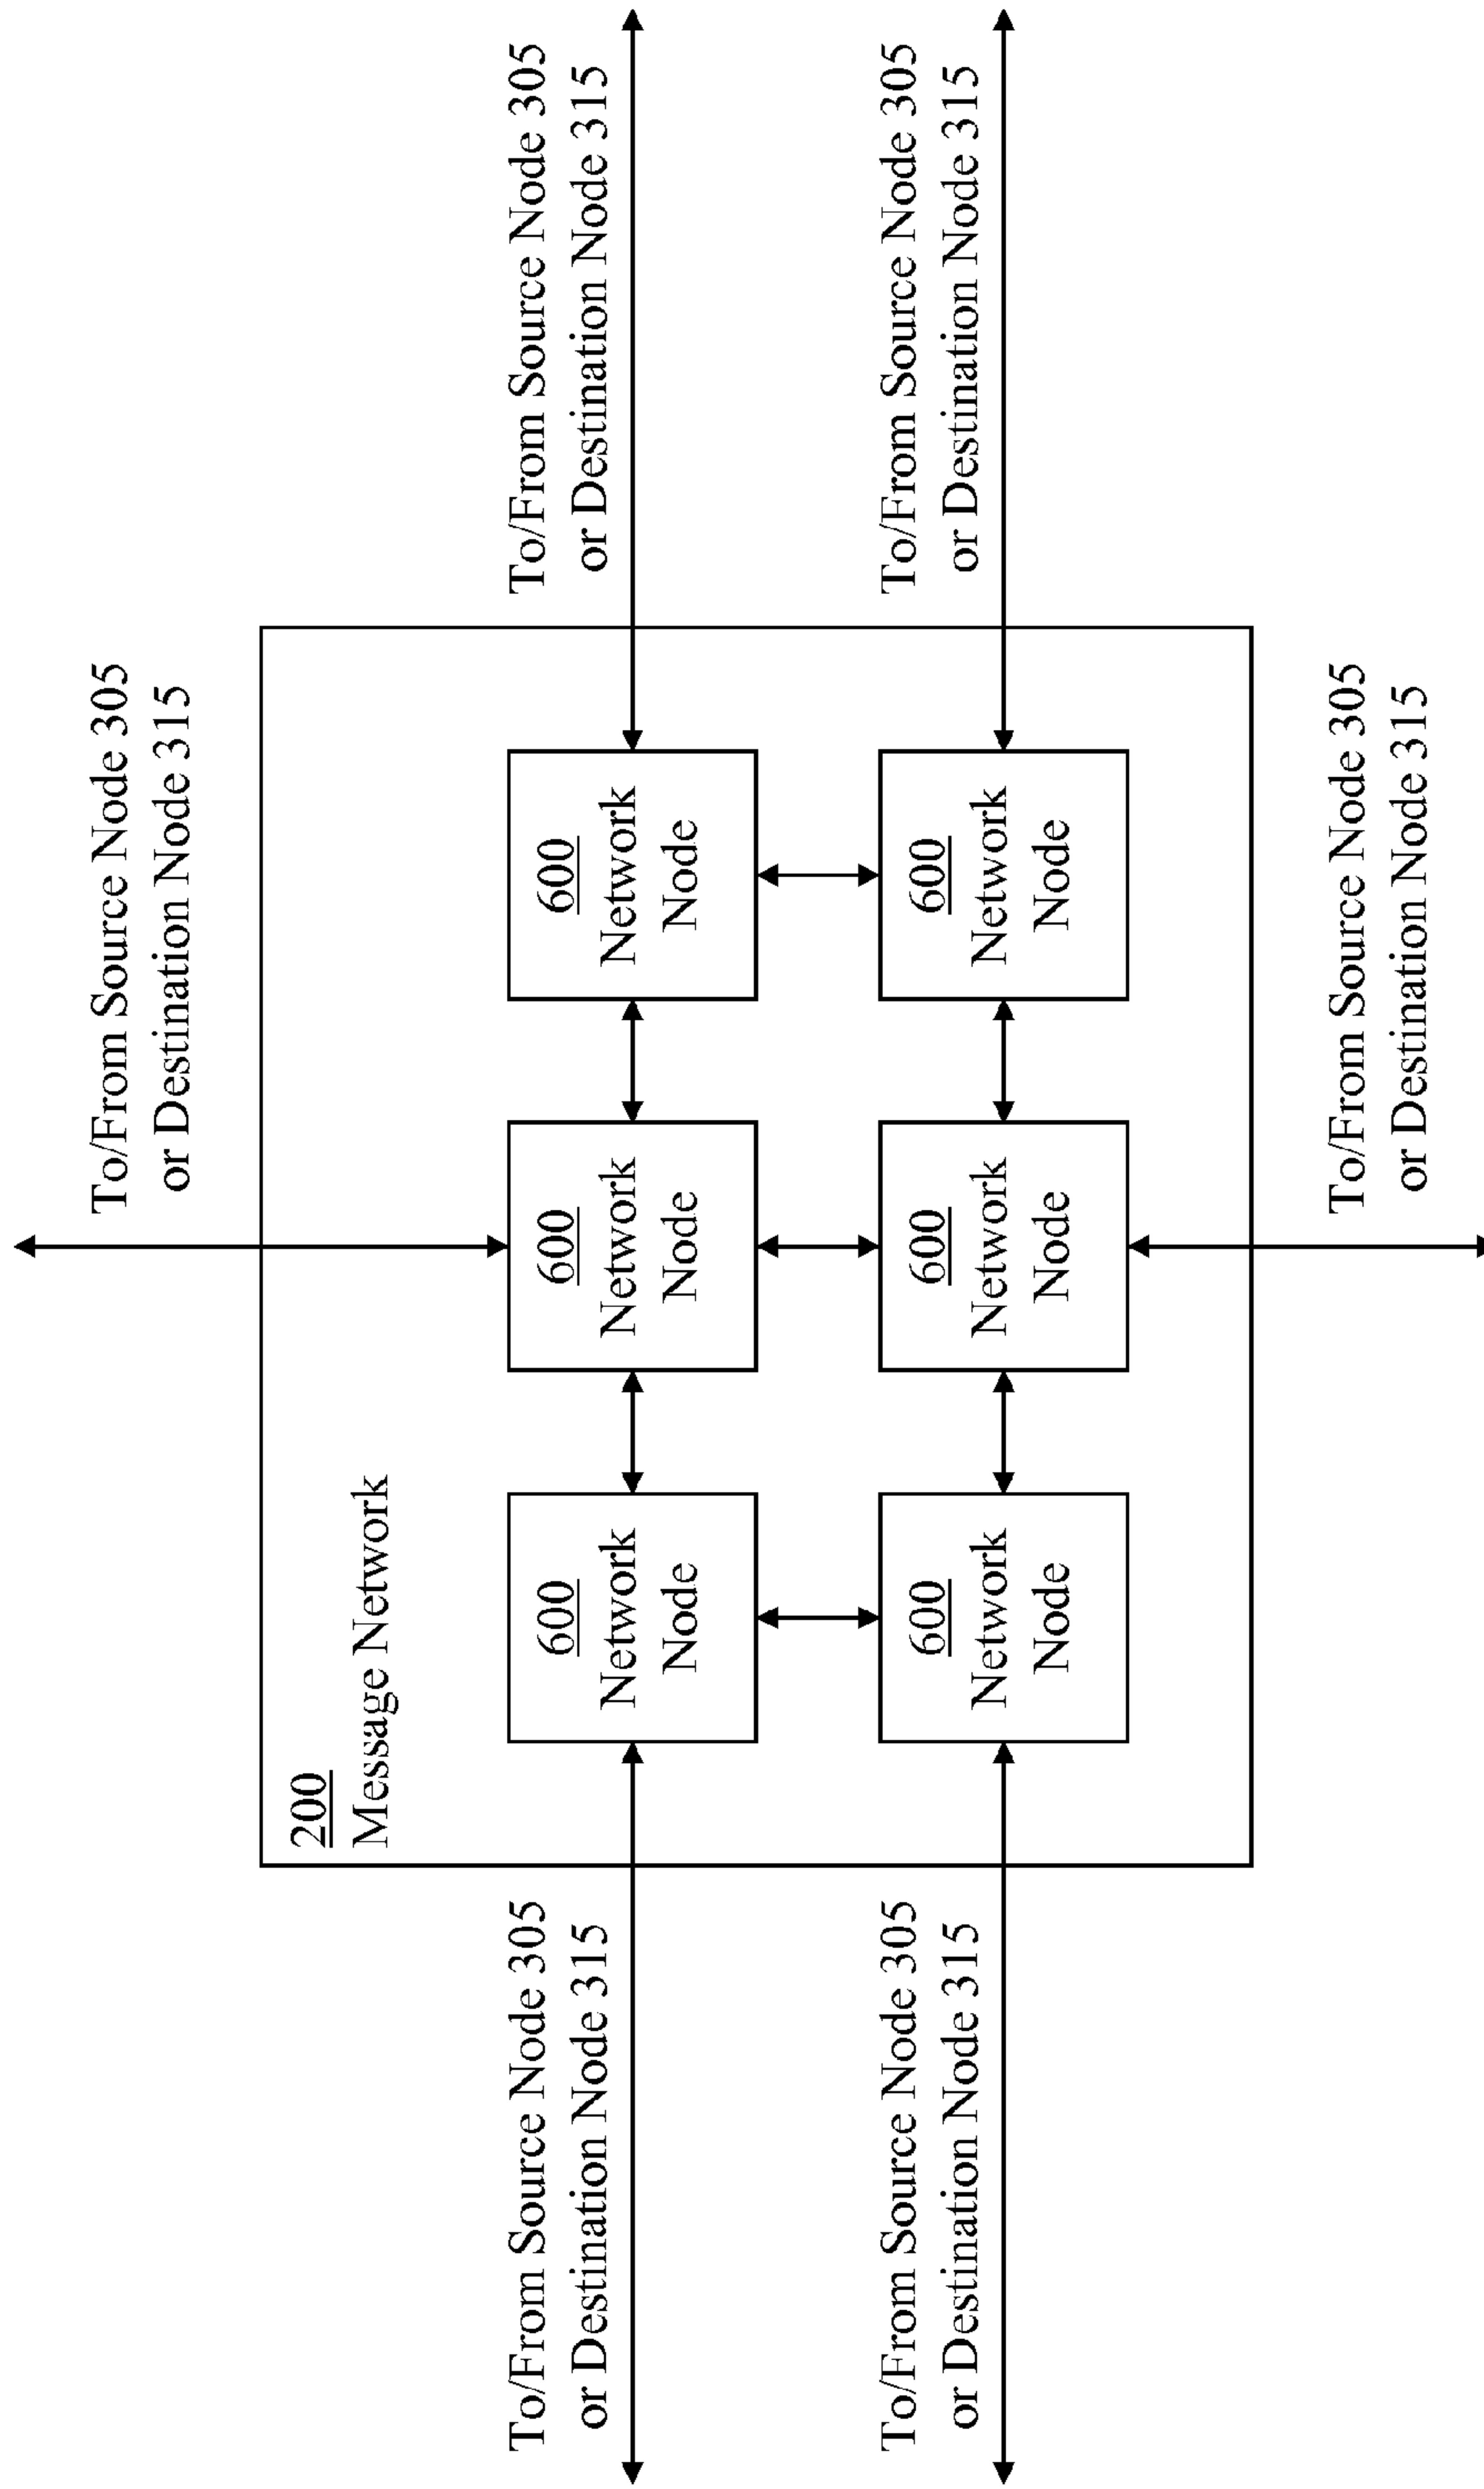 To/From Source Node 305
or Destination Node 315
200
Message Network
To/From Source Node 305
or Destination Node 315
600
Network
Node
600
Network
Node
600
Network
Node
To/From Source Node 305
or Destination Node 315
To/From Source Node 305
or Destination Node 315
600
Network
Node
600
Network
Node
600
Network
Node
To/From Source Node 305
or Destination Node 315
To/From Source Node 305
or Destination Node 315